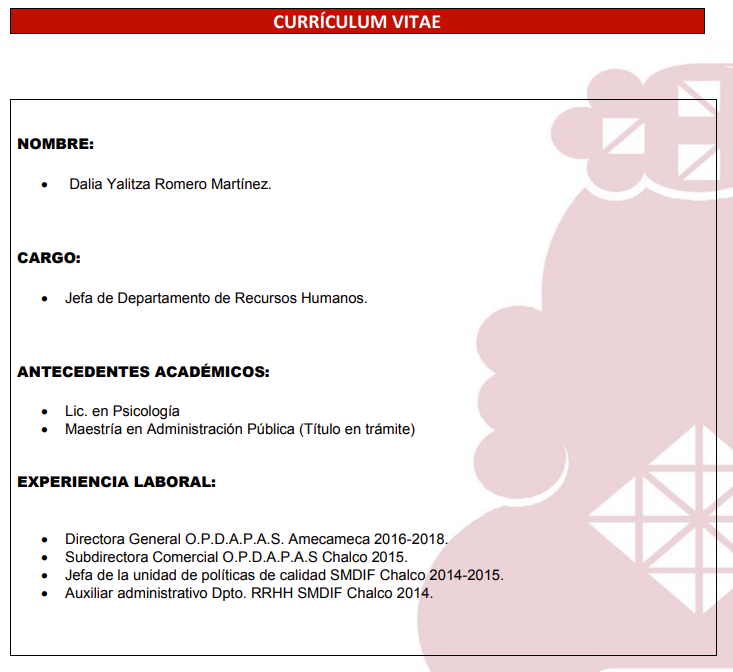 CURRÍCULUM VITAE
NOMBRE:
• Dalia Yalitza Romero Martínez.
CARGO:
• Jefa de Departamento de Recursos Humanos.
ANTECEDENTES ACADÉMICOS:
• Lic. en Psicología
• Maestría en Administración Pública (Título en trámite)
EXPERIENCIA LABORAL:
• Directora General O.P.D.A.P.A.S. Amecameca 2016-2018.
• Subdirectora Comercial O.P.D.A.P.A.S Chalco 2015.
• Jefa de la unidad de políticas de calidad SMDIF Chalco 2014-2015.
• Auxiliar administrativo Dpto. RRHH SMDIF Chalco 2014.